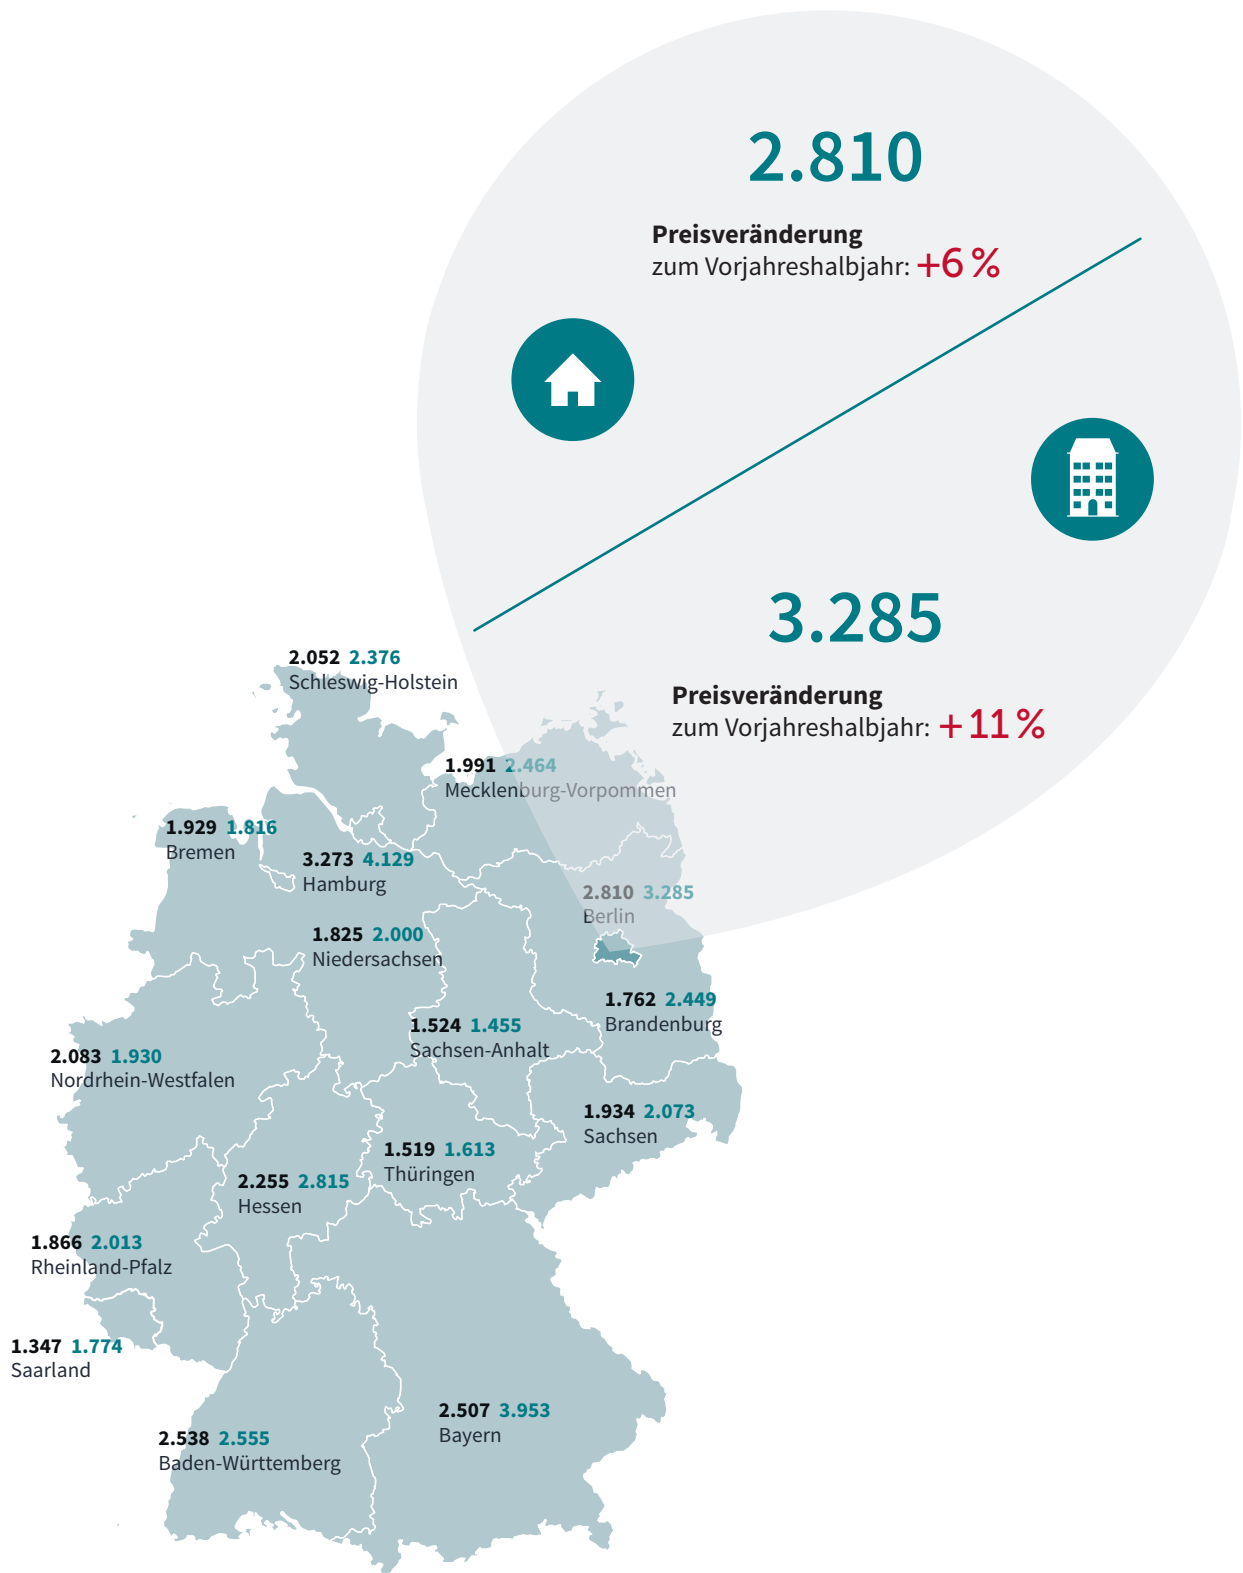 2.810
Preisveränderung
zum Vorjahreshalbjahr: +6 %
3.285
Preisveränderung
zum Vorjahreshalbjahr: +11 %
2.052 2.376
Schleswig-Holstein
1.991 2.464
Mecklenburg-Vorpommen
1.929 1.816
Bremen
3.273 4.129
Hamburg
2.810 3.285
Berlin
1.825 2.000
Niedersachsen
1.762 2.449
Brandenburg
1.524 1.455
Sachsen-Anhalt
2.083 1.930
Nordrhein-Westfalen
1.934 2.073
Sachsen
1.519 1.613
Thüringen
2.255 2.815
Hessen
1.866 2.013
Rheinland-Pfalz
1.347 1.774
Saarland
2.507 3.953
Bayern
2.538 2.555
Baden-Württemberg